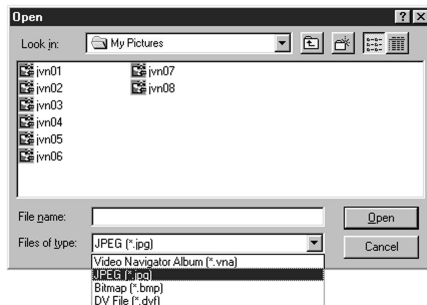 Open
Look in: My Pictures
jvn01 jvn07
jvn02 jvn08
jvn03
jvn04
jvn05
jvn06
File name: Open
Files of type: JPEG (*.jpg) Cancel
Video Navigator Album (*.vna)
JPEG (*.jpg)
Bitmap (*.bmp)
DV File (*.dvf)